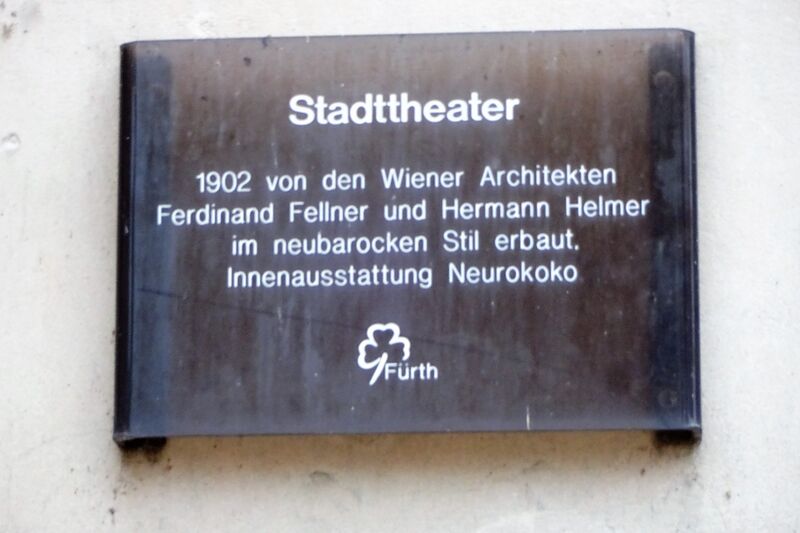 Stadttheater
1902 von den Wiener Architekten
Ferdinand Fellner und Hermann Helmer
im neubarocken Stil erbaut.
Innenausstattung Neurokoko
Fürth